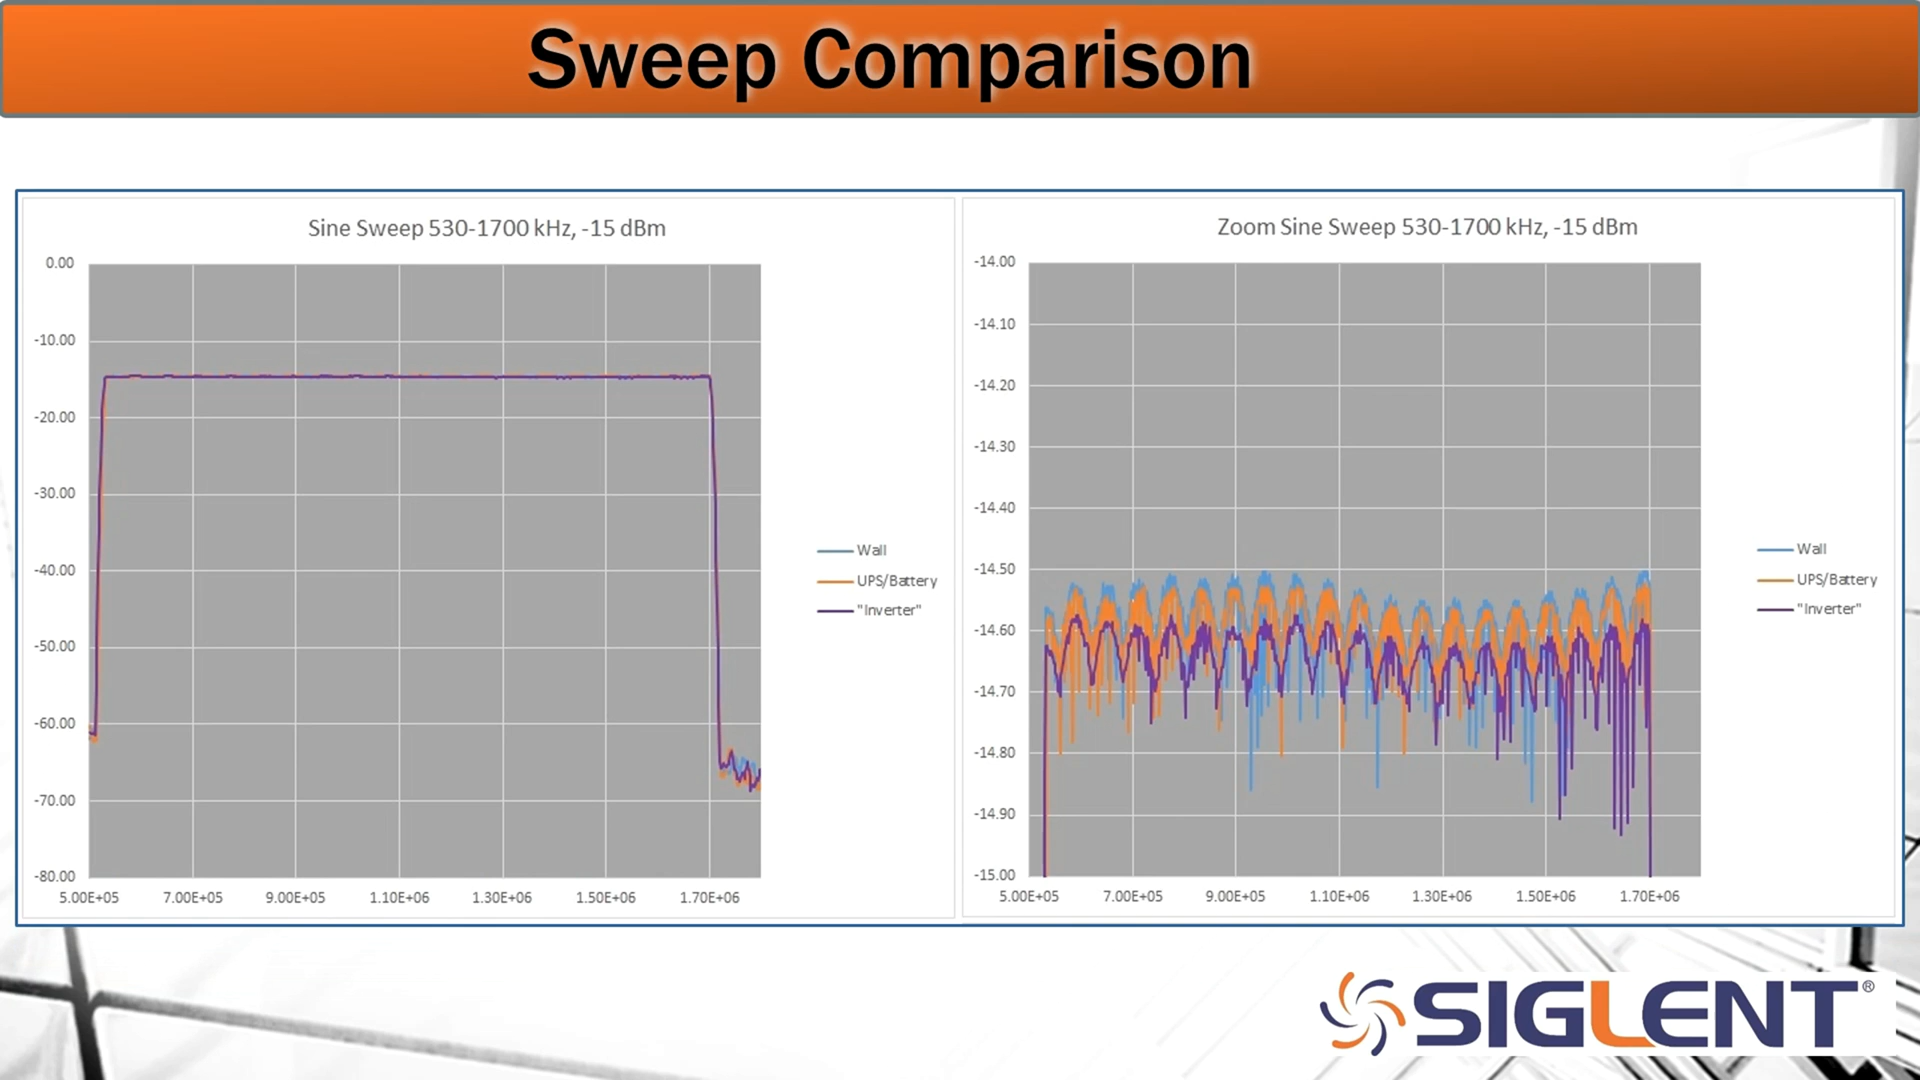 Sweep Comparison
Sine Sweep 530-1700 kHz, -15 dBm
0.00
-10.00
-20.00
-30.00
-40.00
-50.00
-60.00
-70.00
-80.00
5.00E+05 7.00E+05 9.00E+05 1.10E+06 1.30E+06 1.50E+06 1.70E+06
Wall
UPS/Battery
"Inverter"
Zoom Sine Sweep 530-1700 kHz, -15 dBm
-14.00
-14.10
-14.20
-14.30
-14.40
-14.50
-14.60
-14.70
-14.80
-14.90
-15.00
5.00E+05 7.00E+05 9.00E+05 1.10E+06 1.30E+06 1.50E+06 1.70E+06
Wall
UPS/Battery
"Inverter"
SIGLENT®